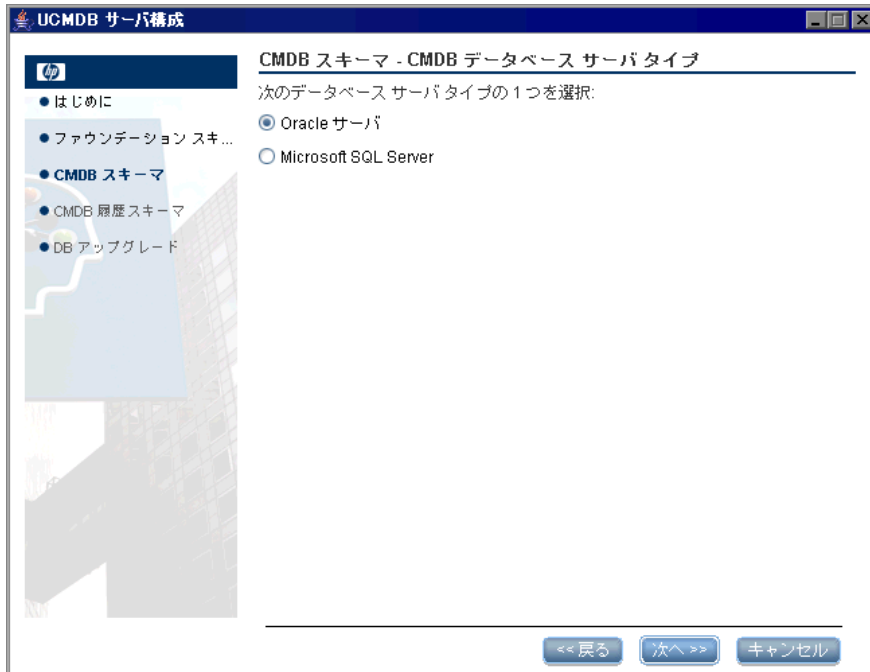 UCMDB サーバ構成
hp
はじめに
ファウンデーション スキ...
CMDB スキーマ
CMDB 履歴スキーマ
DB アップグレード
CMDB スキーマ - CMDB データベース サーバ タイプ
次のデータベース サーバ タイプの 1 つを選択:
Oracle サーバ
Microsoft SQL Server
<< 戻る
次へ >>
キャンセル